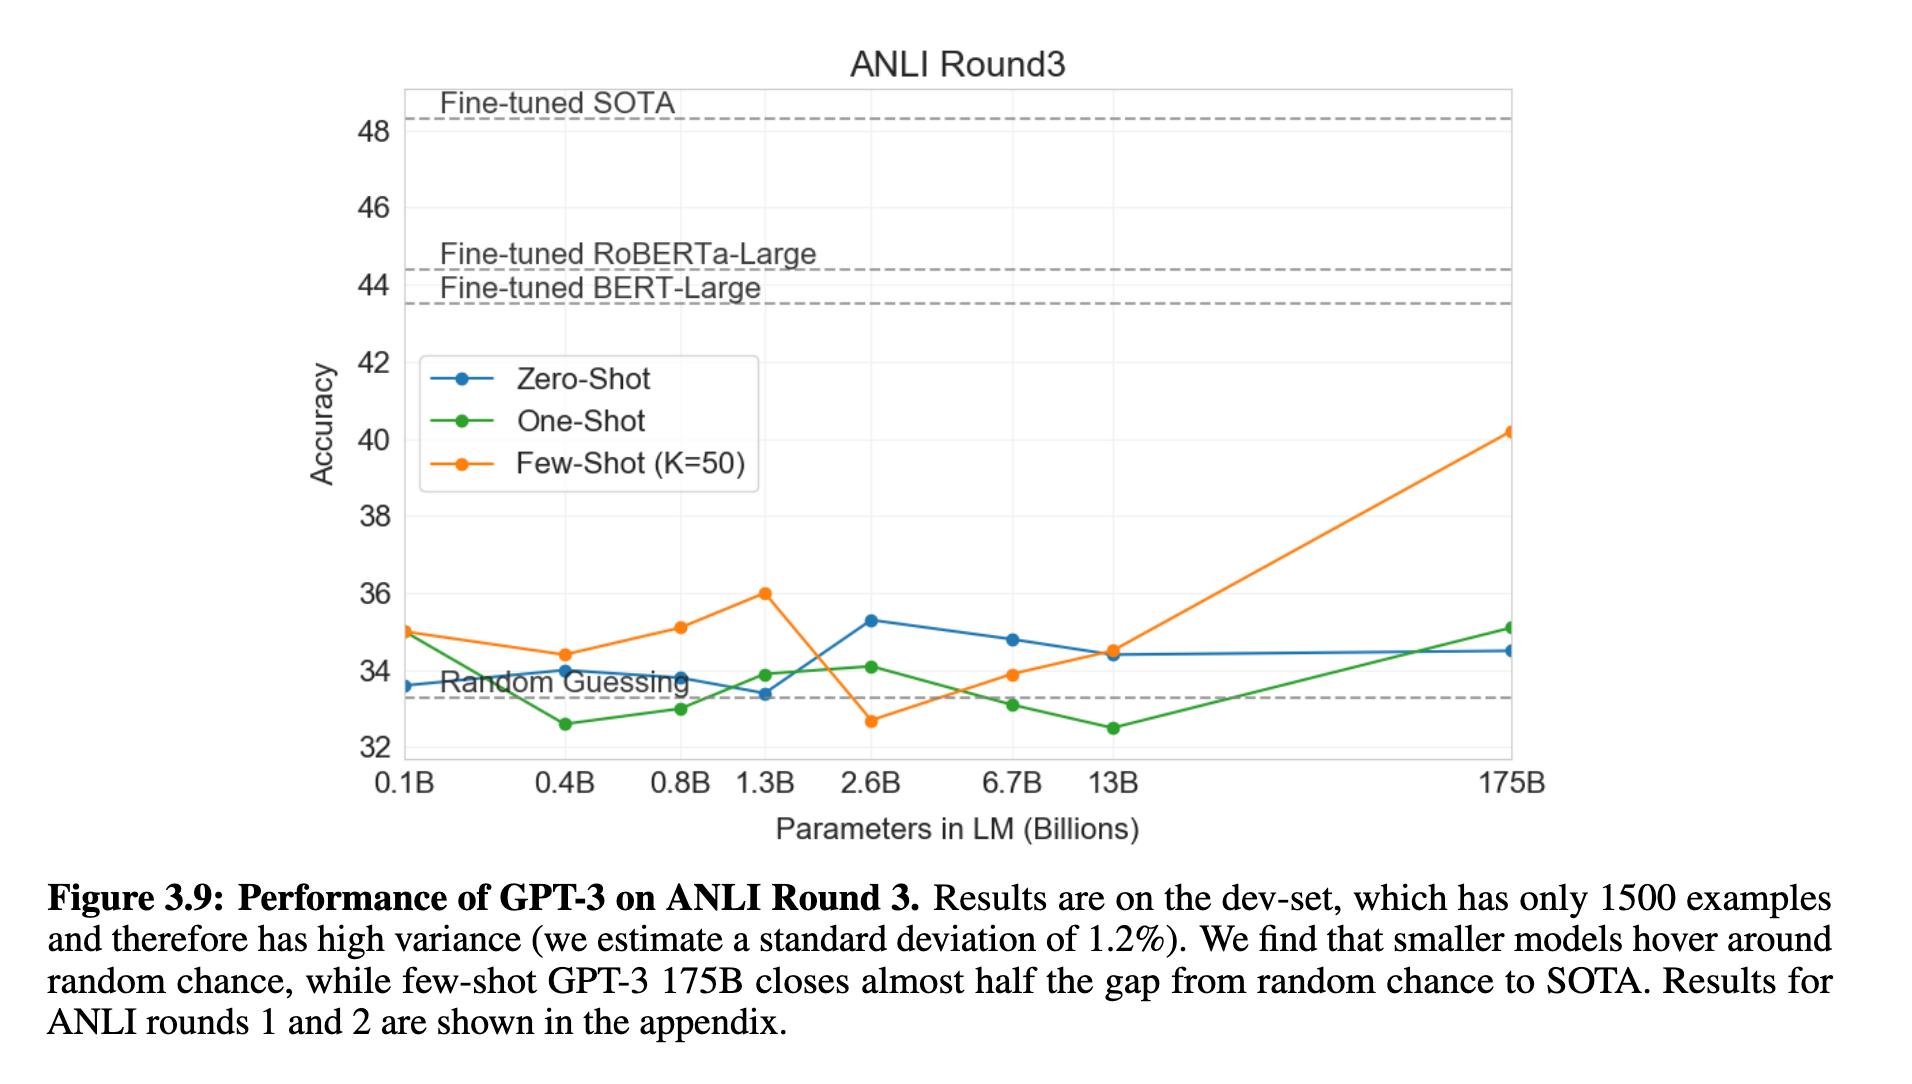 ANLI Round3
Fine-tuned SOTA
48
46
Fine-tuned RoBERTa-Large
44
Fine-tuned BERT-Large
42
Zero-Shot
One-Shot
40
Few-Shot (K=50)
Accuracy
38
36
34
Random Guessing
32
0.1B 0.4B 0.8B 1.3B 2.6B 6.7B 13B 175B
Parameters in LM (Billions)
Figure 3.9: Performance of GPT-3 on ANLI Round 3. Results are on the dev-set, which has only 1500 examples
and therefore has high variance (we estimate a standard deviation of 1.2%). We find that smaller models hover around
random chance, while few-shot GPT-3 175B closes almost half the gap from random chance to SOTA. Results for
ANLI rounds 1 and 2 are shown in the appendix.